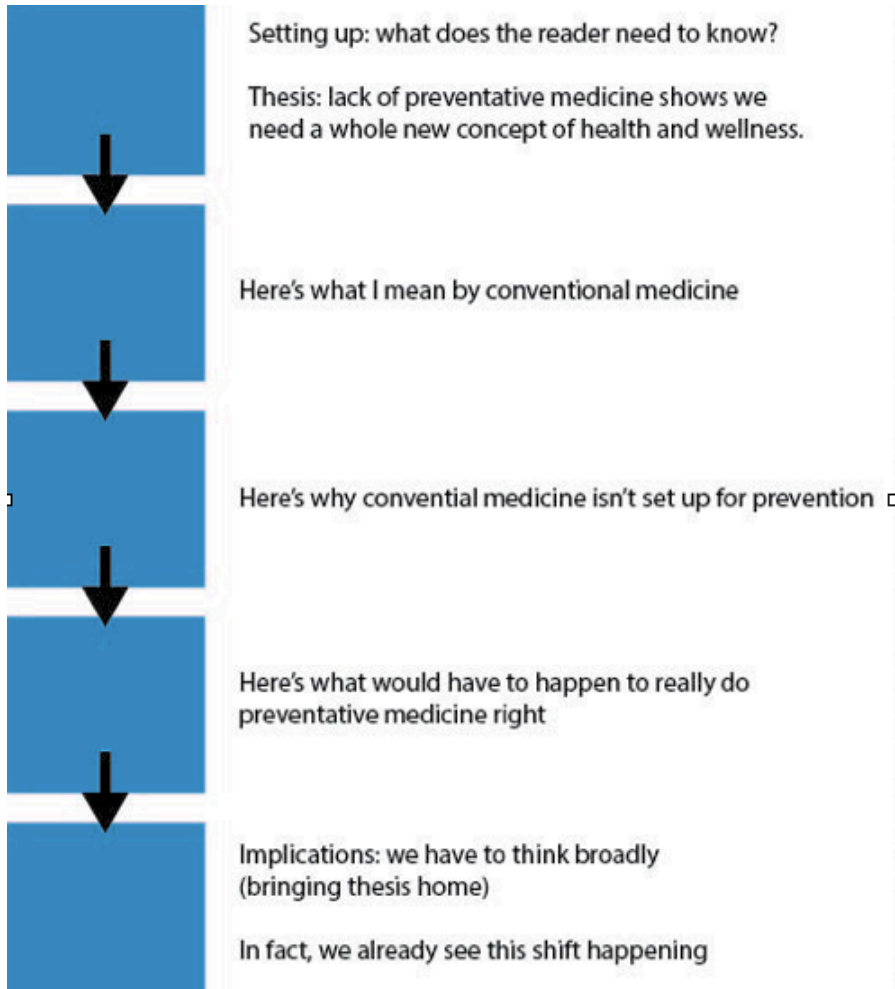 Setting up: what does the reader need to know?
Thesis: lack of preventative medicine shows we
need a whole new concept of health and wellness.
Here's what I mean by conventional medicine
Here's why convential medicine isn't set up for prevention
Here's what would have to happen to really do
preventative medicine right
Implications: we have to think broadly
(bringing thesis home)
In fact, we already see this shift happening